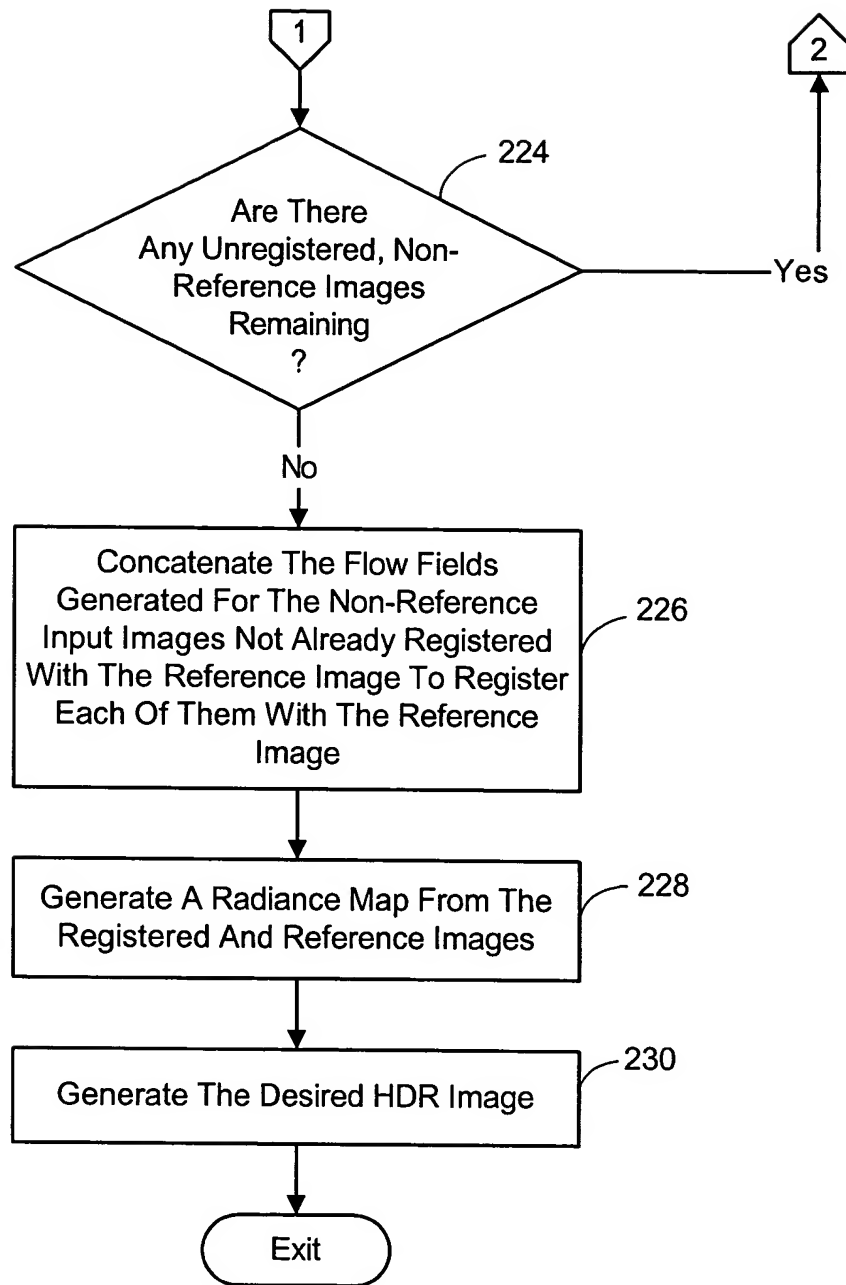 1
2
224
Are There
Any Unregistered, Non-
Reference Images
Remaining
?
Yes
No
Concatenate The Flow Fields
Generated For The Non-Reference
Input Images Not Already Registered
With The Reference Image To Register
Each Of Them With The Reference
Image
226
Generate A Radiance Map From The
Registered And Reference Images
228
Generate The Desired HDR Image
230
Exit